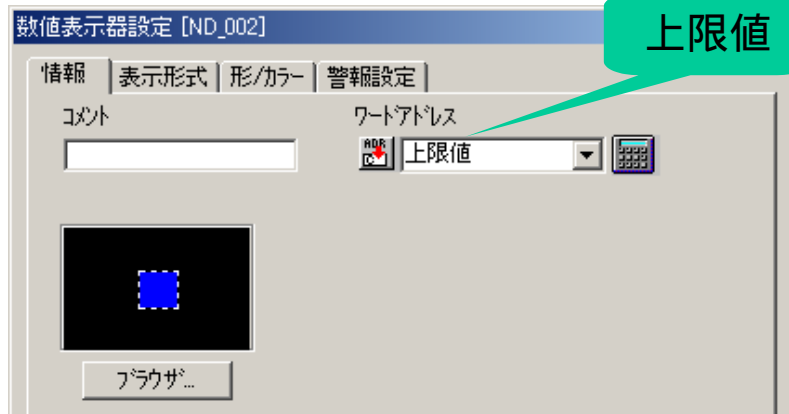 数値表示器設定 [ND_002]
上限値
情報 表示形式 形/ｶﾗｰ 警報設定
ｺﾒﾝﾄ ﾜｰﾄﾞｱﾄﾞﾚｽ
ADR
C 上限値
ﾌﾞﾗｳｻﾞ...